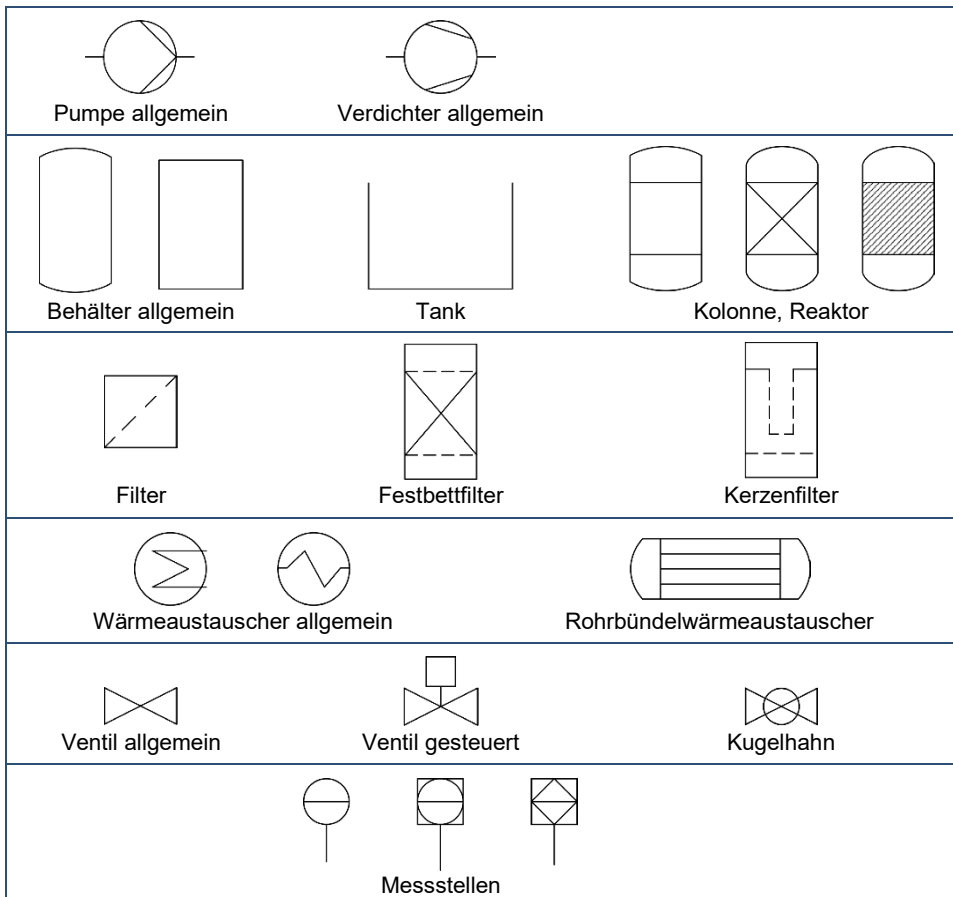 Pumpe allgemein
Verdichter allgemein
Behälter allgemein
Tank
Kolonne, Reaktor
Filter
Festbettfilter
Kerzenfilter
Wärmeaustauscher allgemein
Rohrbündelwärmeaustauscher
Ventil allgemein
Ventil gesteuert
Kugelhahn
Messstellen